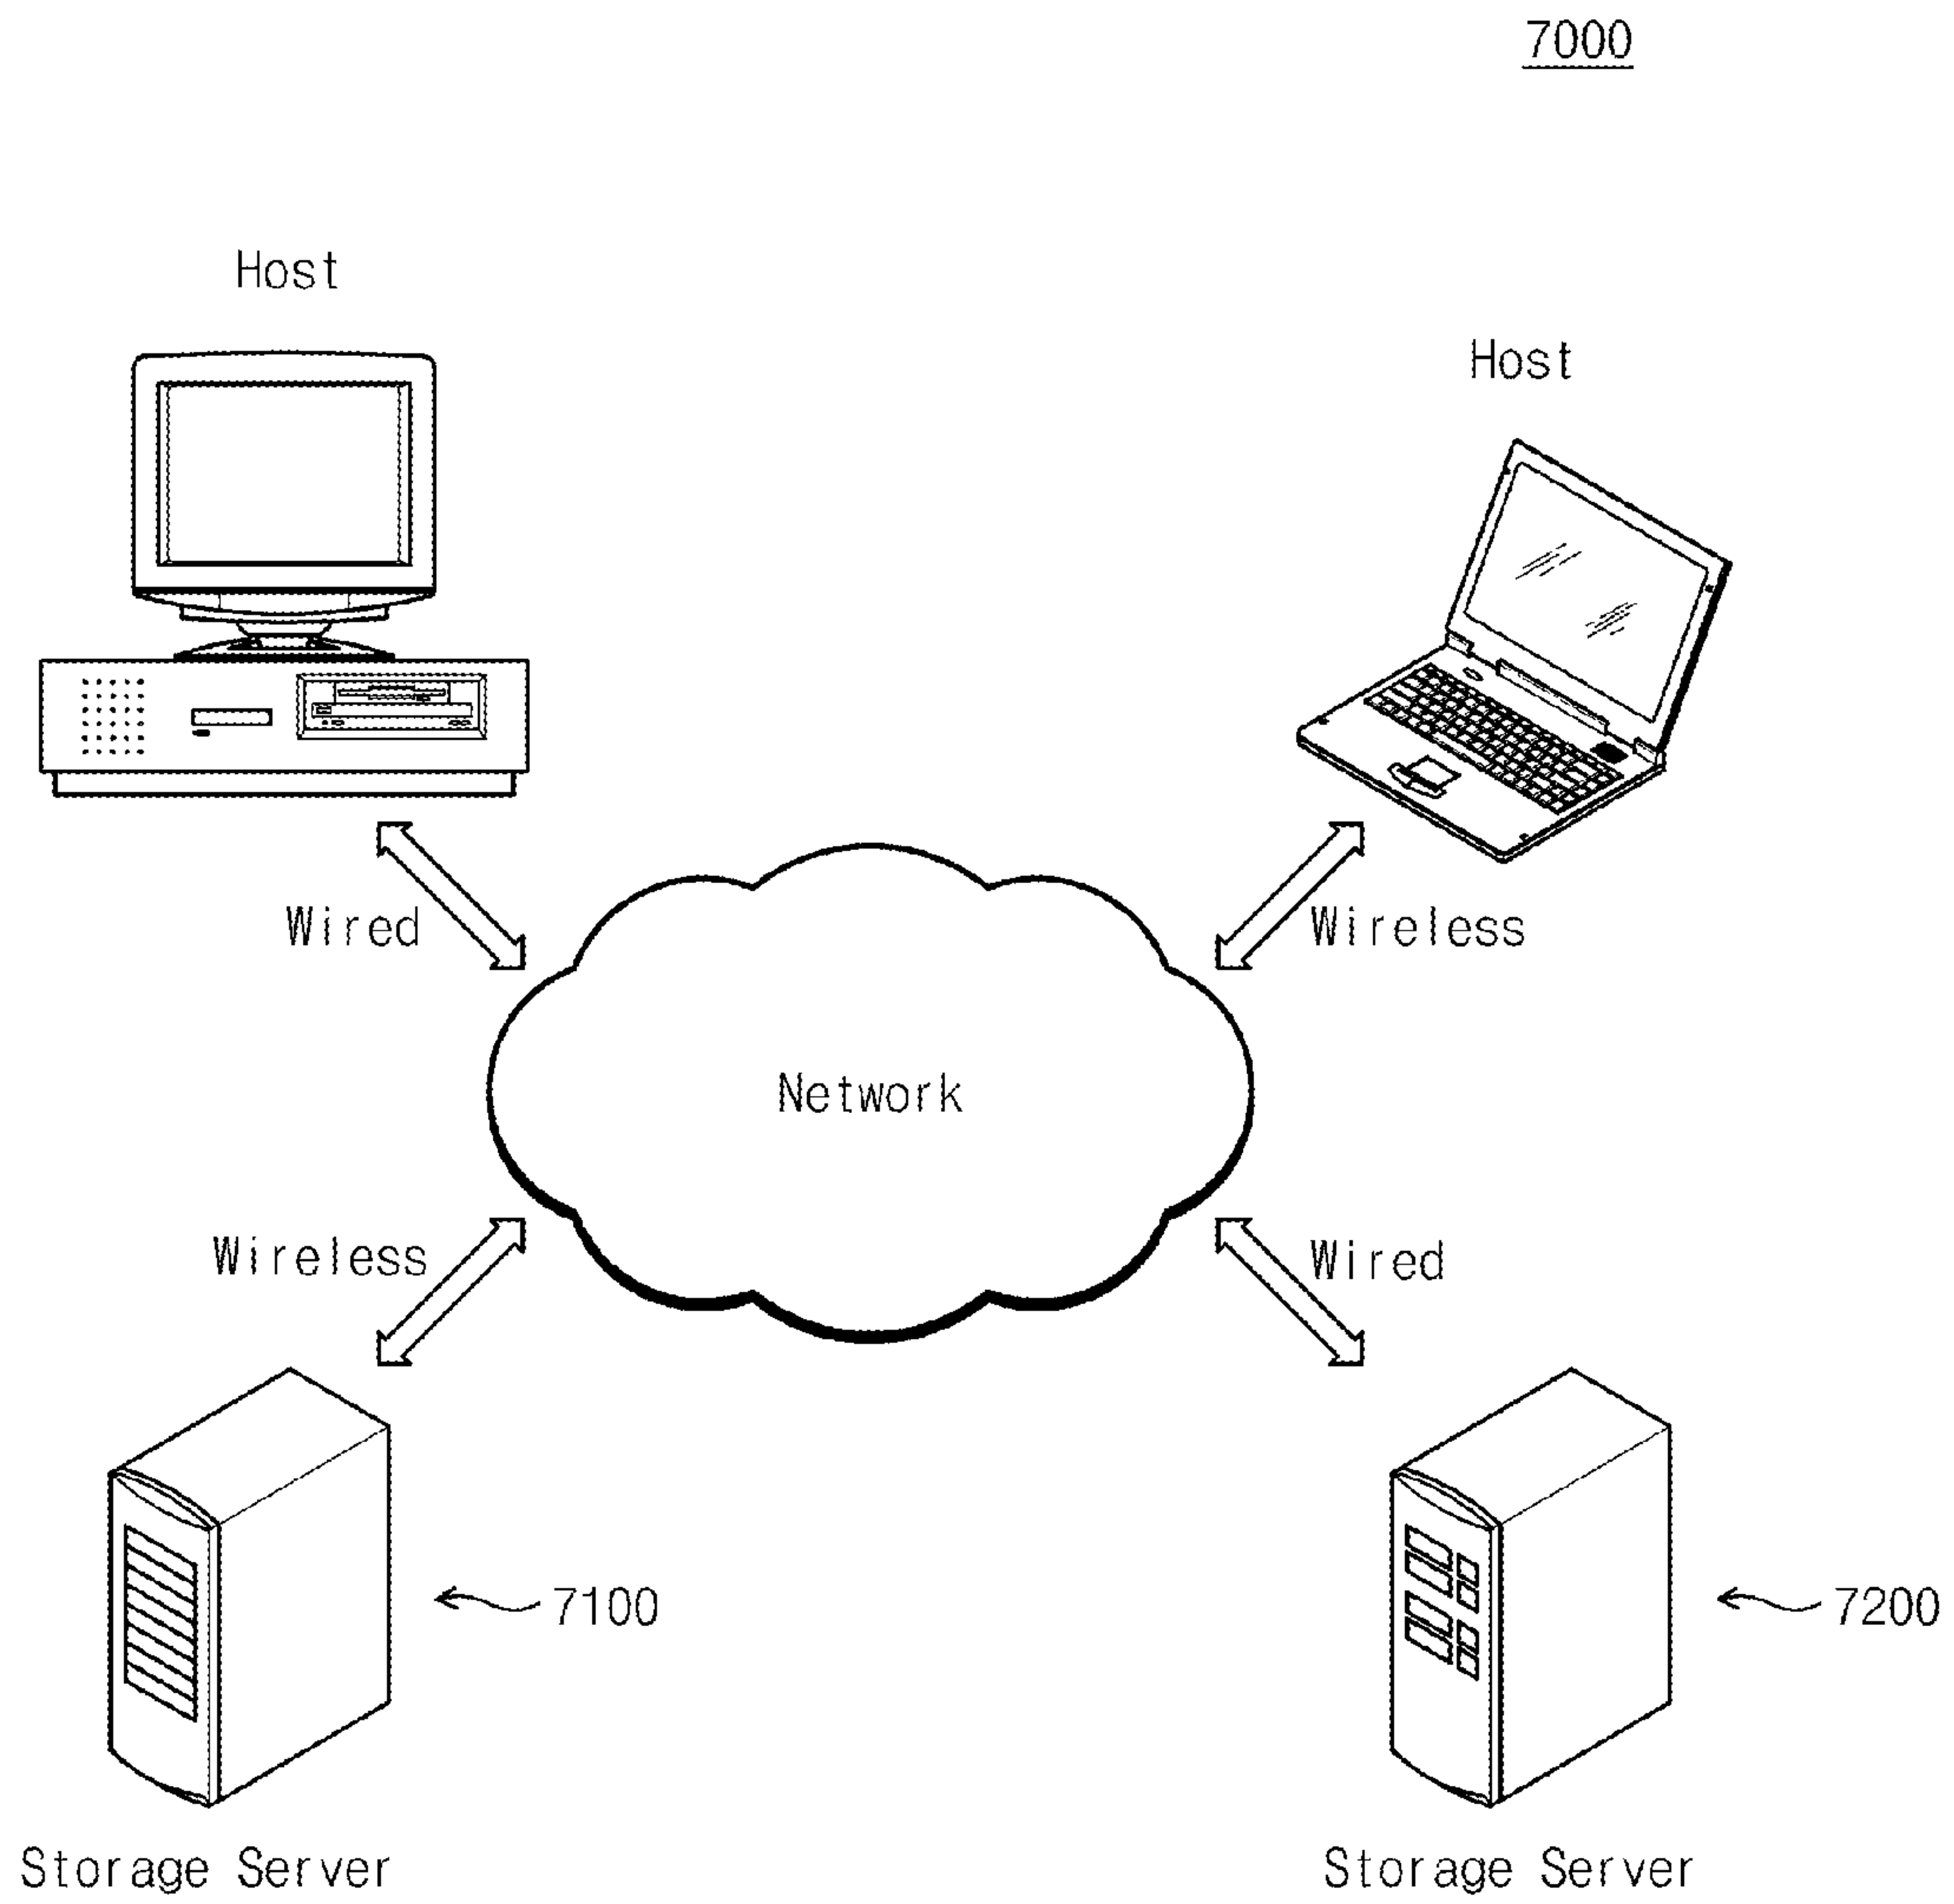 7000
Host
Host
Wired
Wireless
Network
Wireless
Wired
7100
7200
Storage Server
Storage Server